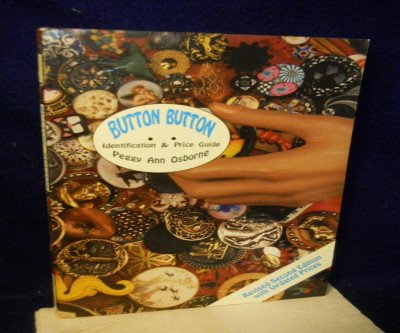 BUTTON BUTTON
Identification & Price Guide
Peggy Ann Osborne
Revised Second Edition
with Updated Prices